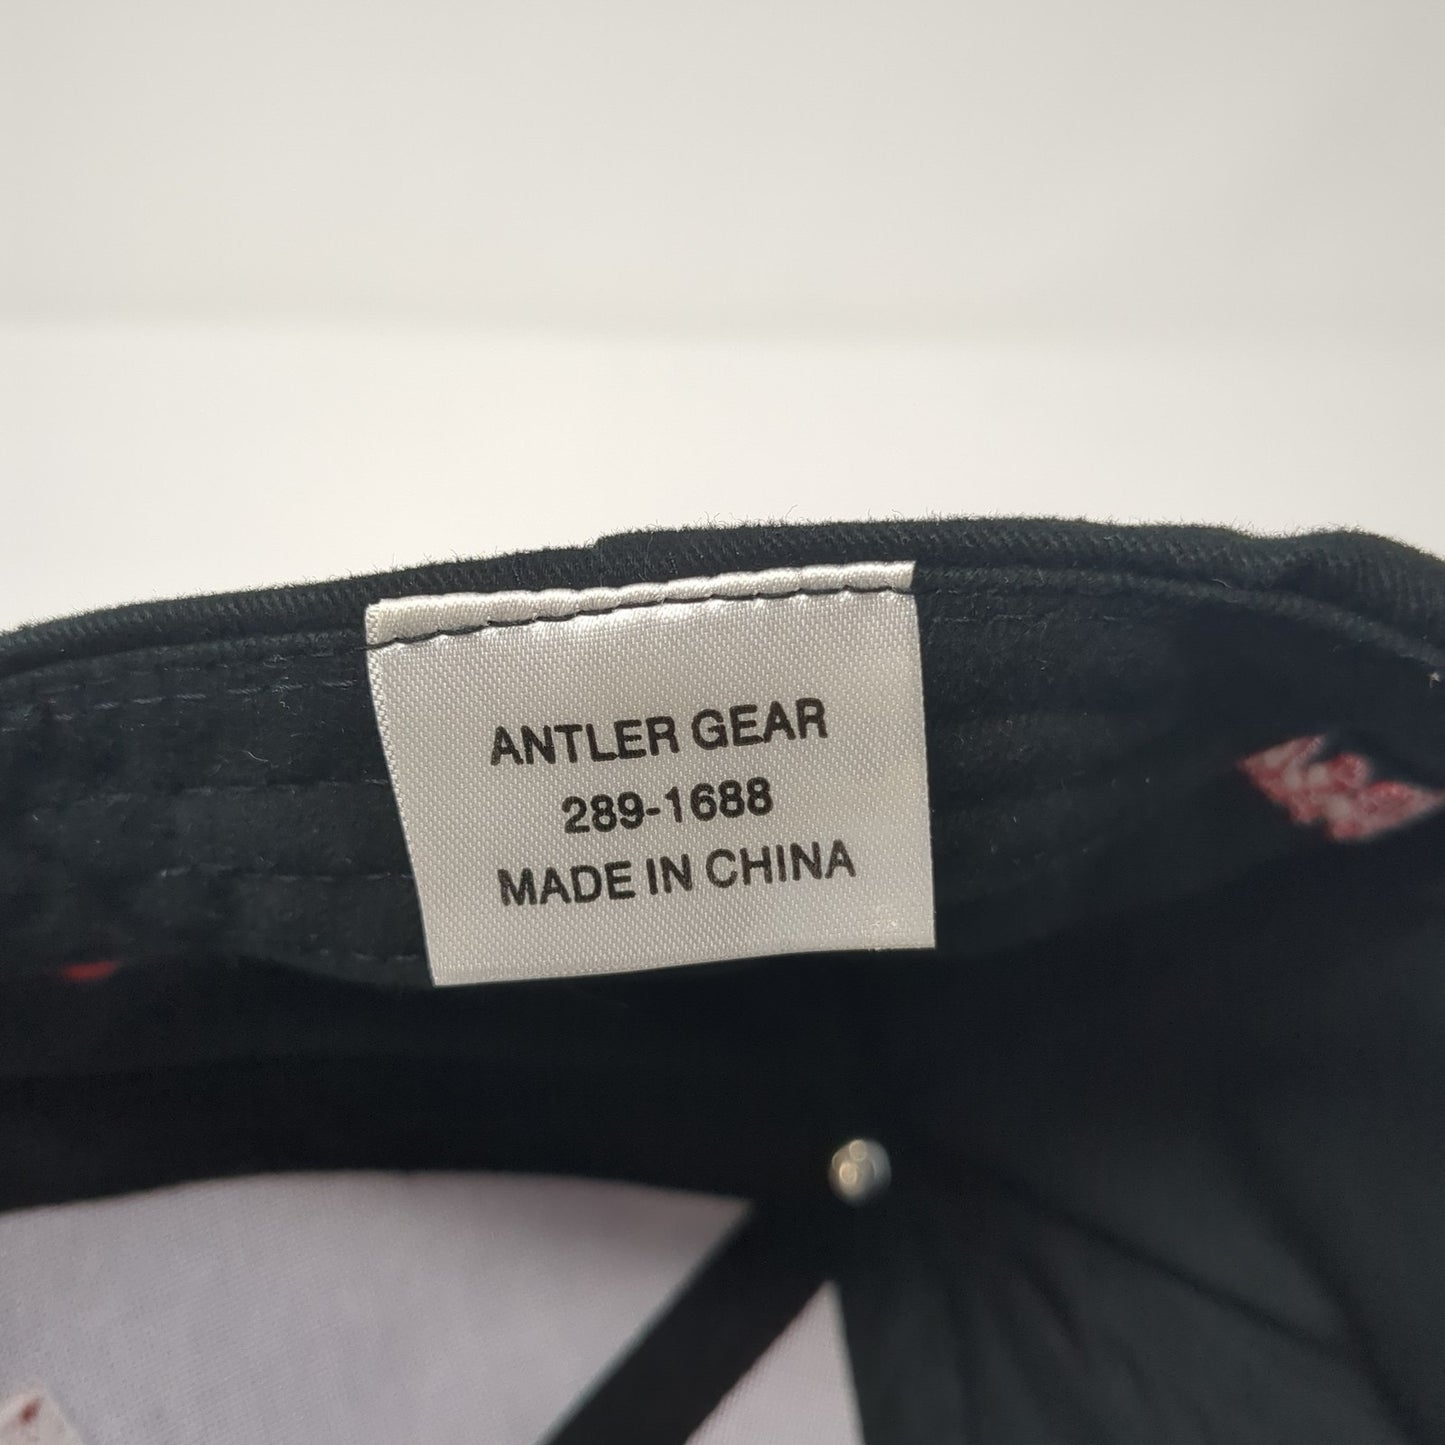 ANTLER GEAR
289-1688
MADE IN CHINA